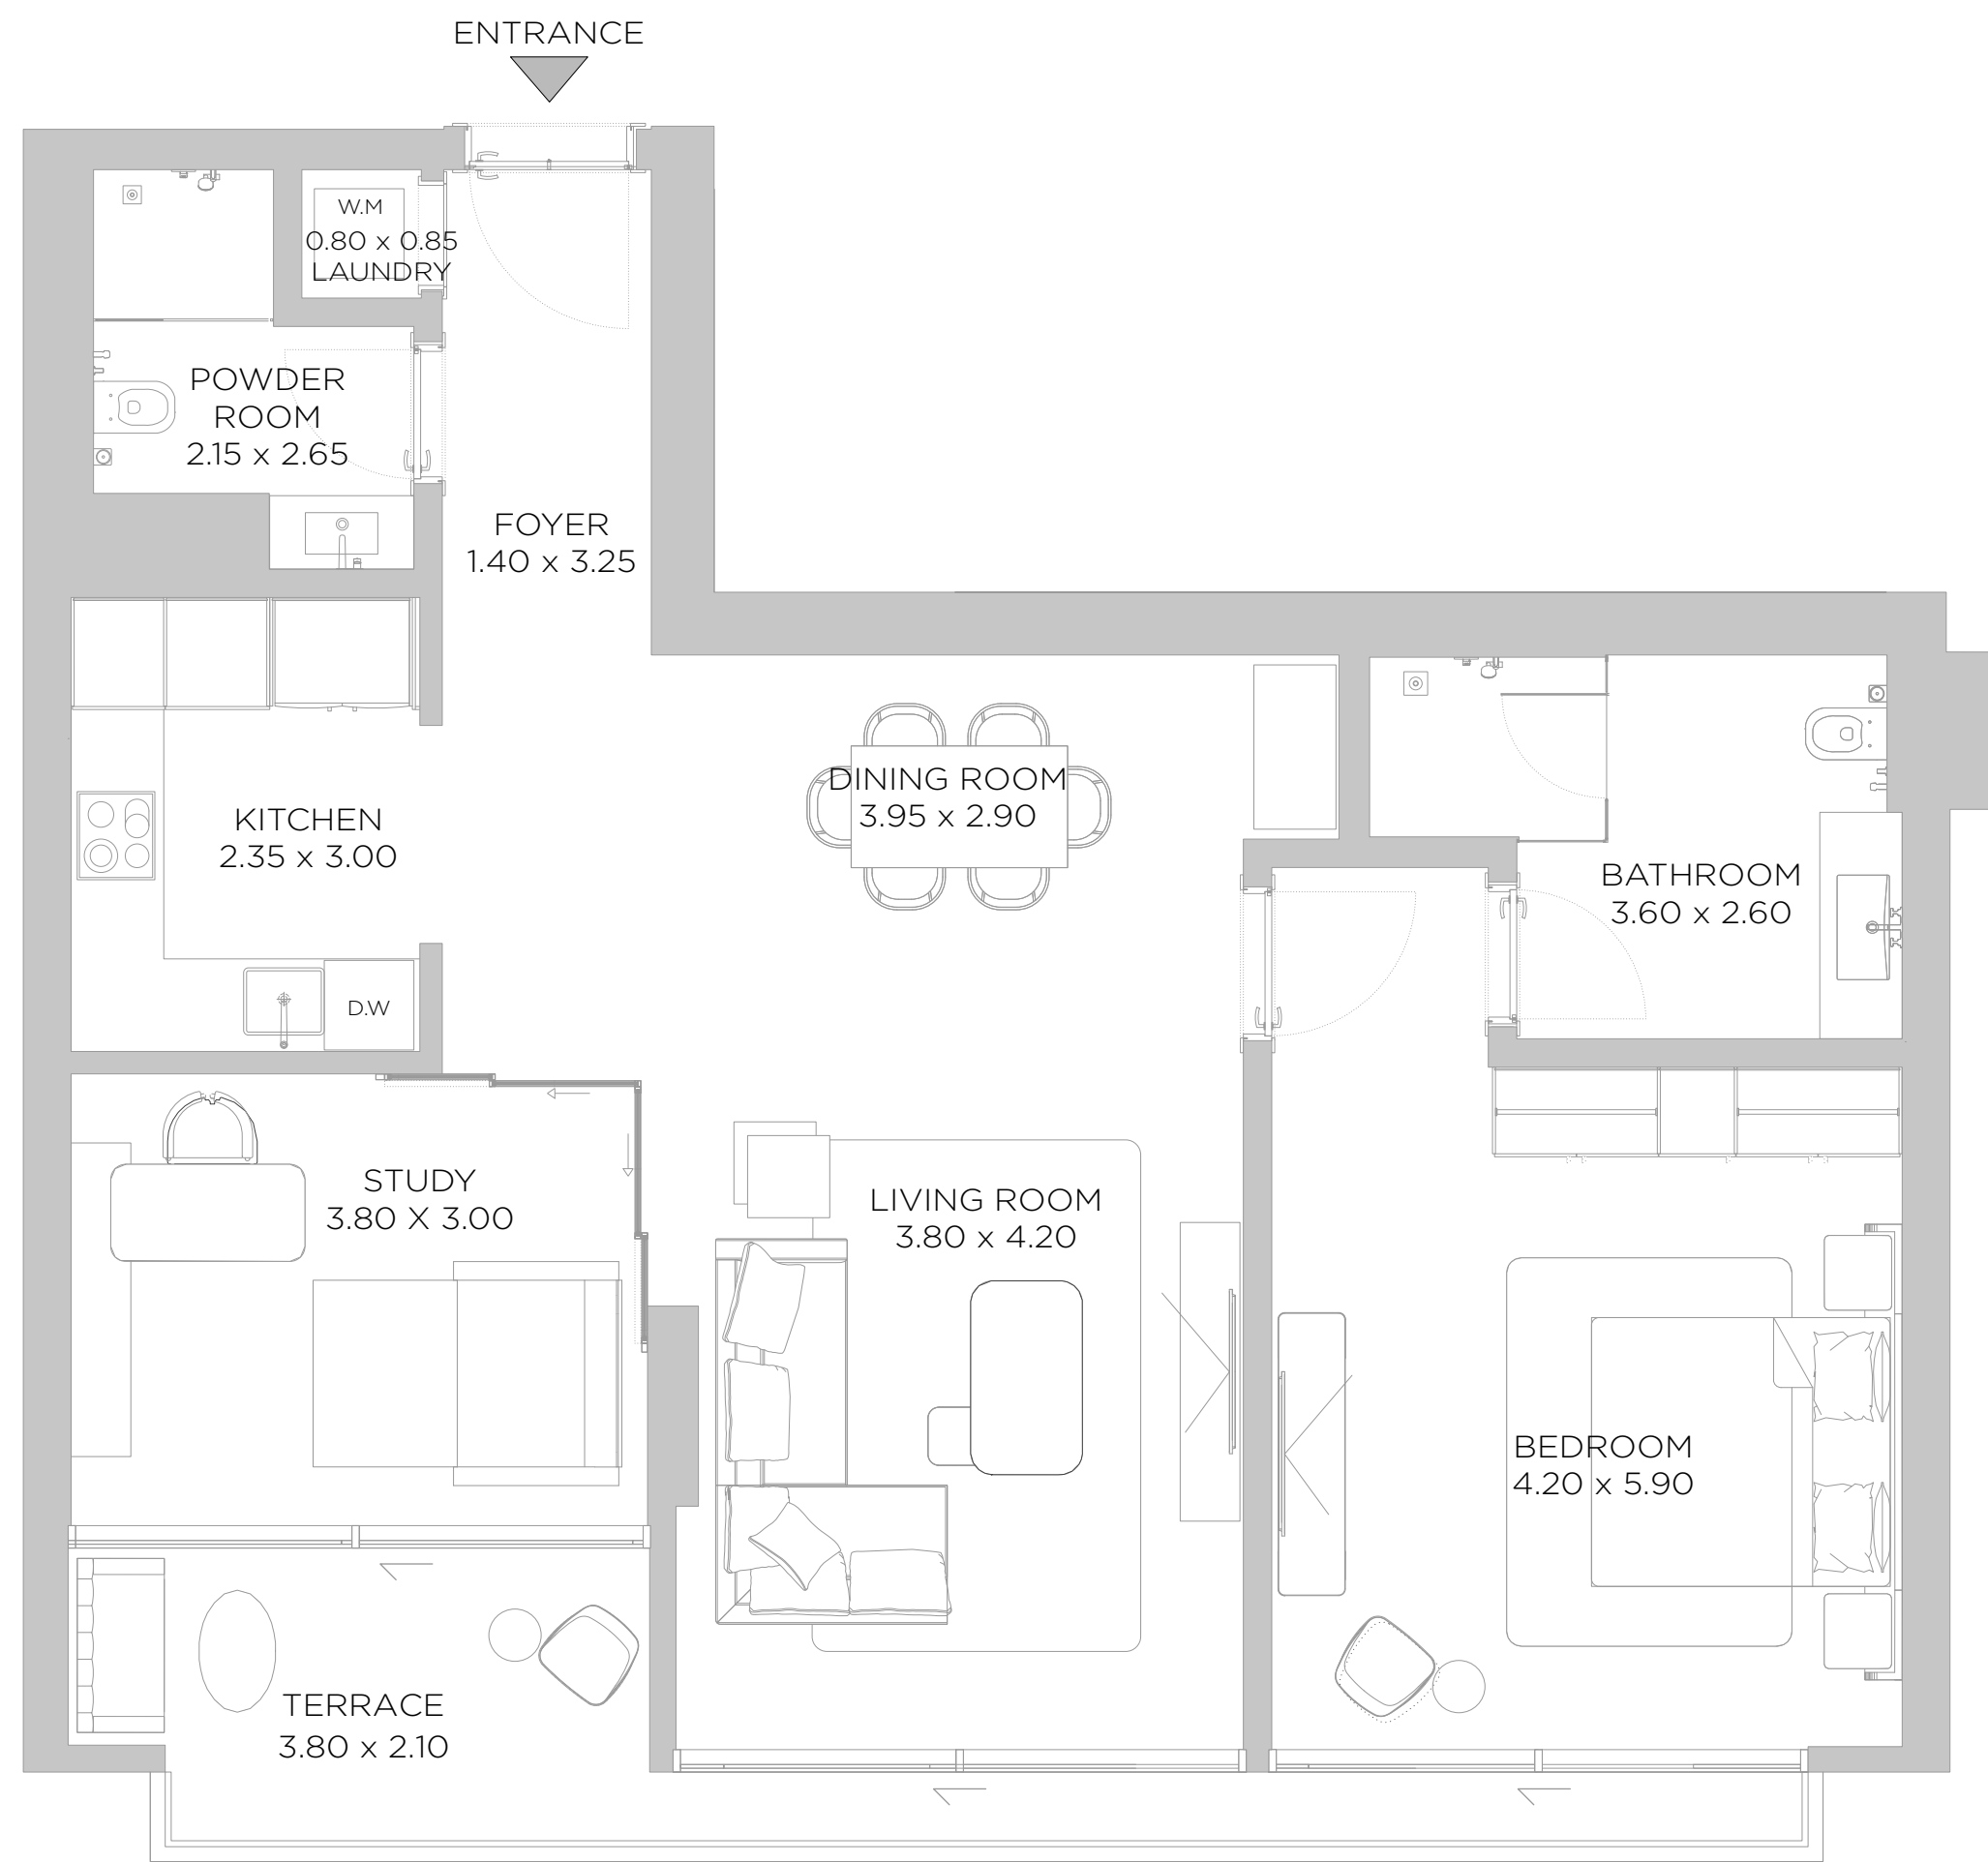 ENTRANCE
W.M
0.80 x 0.85
LAUNDRY
POWDER
ROOM
2.15 x 2.65
FOYER
1.40 x 3.25
KITCHEN
2.35 x 3.00
D.W
DINING ROOM
3.95 x 2.90
BATHROOM
3.60 x 2.60
STUDY
3.80 X 3.00
LIVING ROOM
3.80 x 4.20
BEDROOM
4.20 x 5.90
TERRACE
3.80 x 2.10